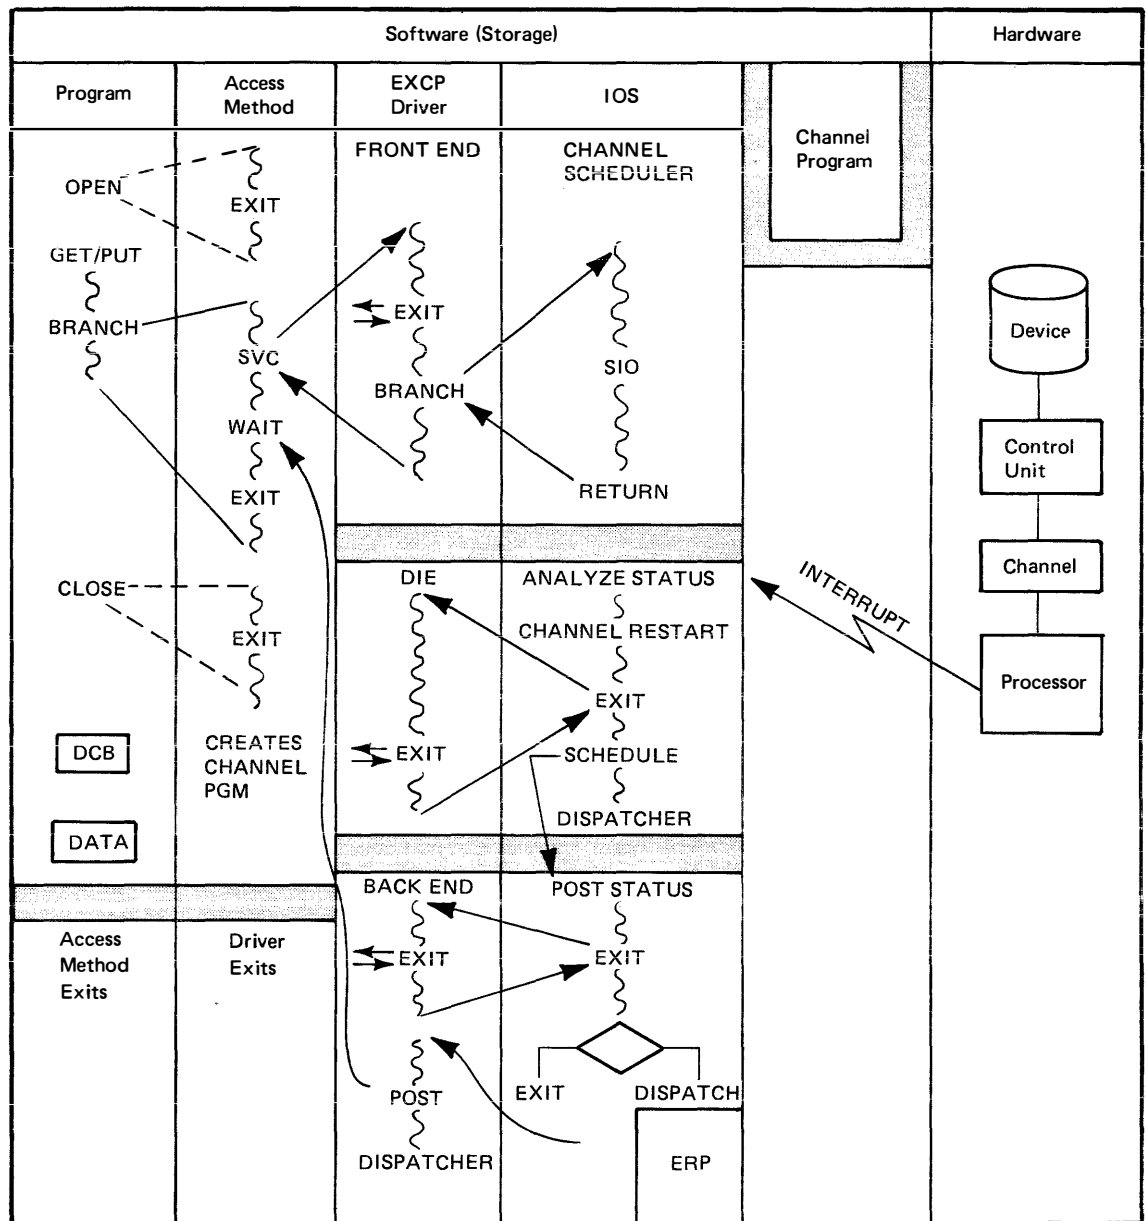 Software (Storage)
Hardware
Program
Access
Method
EXCP
Driver
IOS
Channel
Program
OPEN
EXIT
GET/PUT
BRANCH
SVC
WAIT
EXIT
CLOSE
EXIT
DCB
DATA
CREATES
CHANNEL
PGM
FRONT END
EXIT
BRANCH
CHANNEL
SCHEDULER
SIO
RETURN
DIE
EXIT
ANALYZE STATUS
CHANNEL RESTART
EXIT
SCHEDULE
DISPATCHER
BACK END
EXIT
POST
DISPATCHER
POST STATUS
EXIT
EXIT
DISPATCH
ERP
Access
Method
Exits
Driver
Exits
Device
Control
Unit
Channel
Processor
INTERRUPT